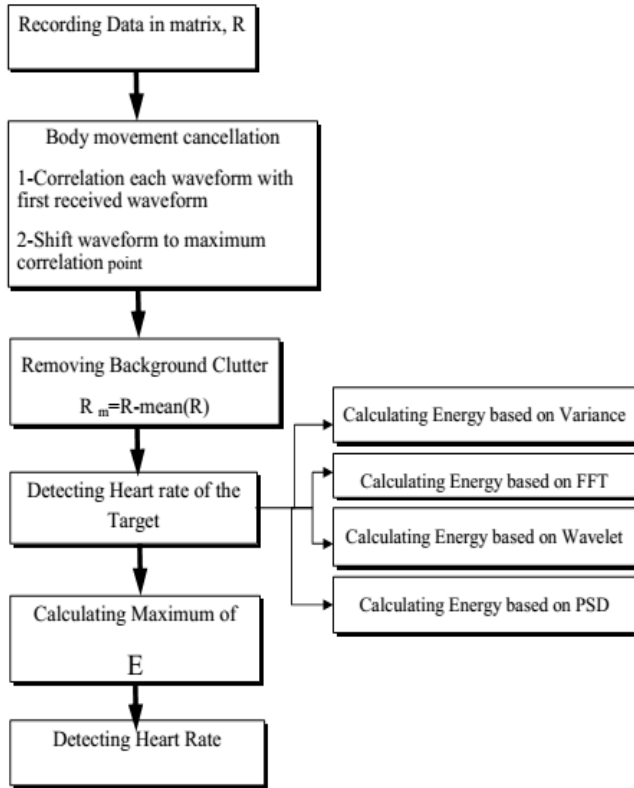 Recording Data in matrix, R
Body movement cancellation
1-Correlation each waveform with
first received waveform
2-Shift waveform to maximum
correlation point
Removing Background Clutter
R m=R-mean(R)
Detecting Heart rate of the
Target
Calculating Energy based on Variance
Calculating Energy based on FFT
Calculating Energy based on Wavelet
Calculating Energy based on PSD
Calculating Maximum of
E
Detecting Heart Rate